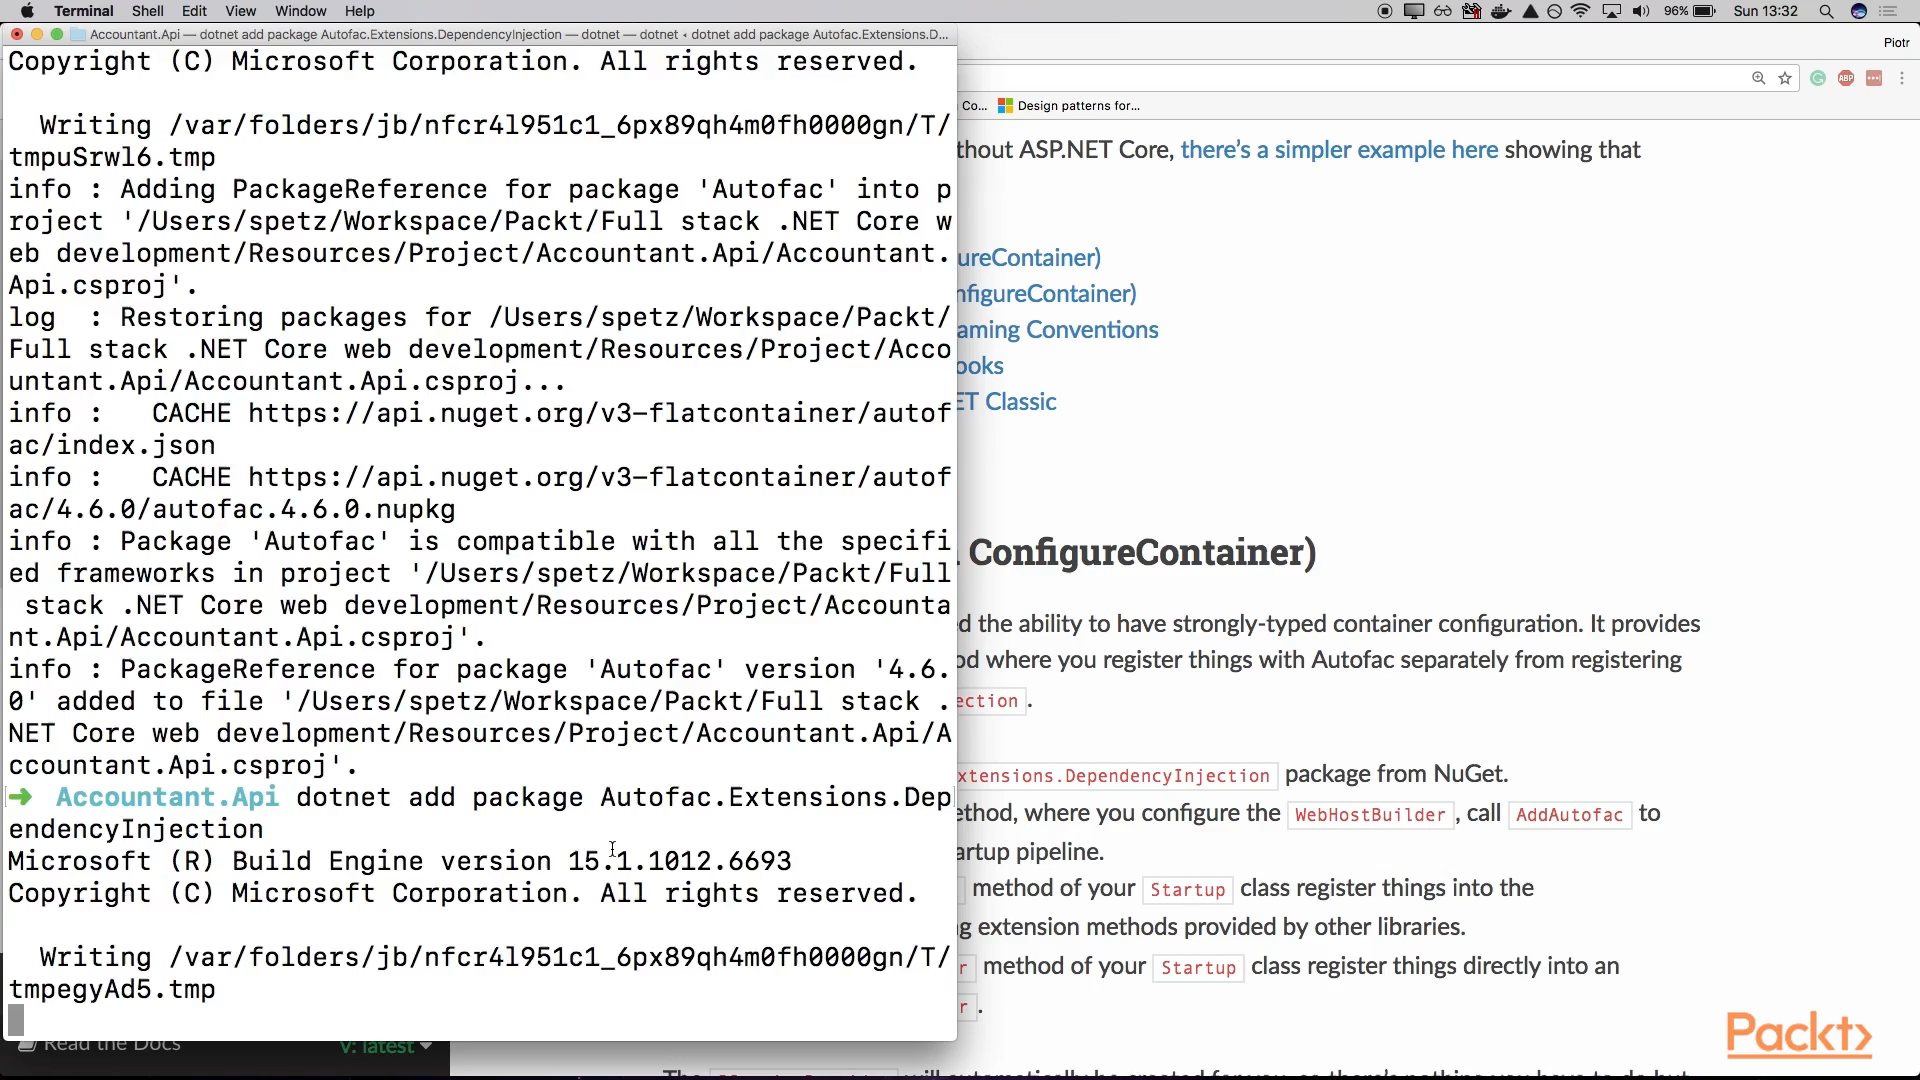 Terminal Shell Edit View Window Help
96% Sun 13:32
Accountant.Api — dotnet add package Autofac.Extensions.DependencyInjection — dotnet — dotnet ‹ dotnet add package Autofac.Extensions.D...
Copyright (C) Microsoft Corporation. All rights reserved.
Writing /var/folders/jb/nfcr4l951c1_6px89qh4m0fh0000gn/T/
tmpuSrwl6.tmp
info : Adding PackageReference for package 'Autofac' into p
roject '/Users/spetz/Workspace/Packt/Full stack .NET Core w
eb development/Resources/Project/Accountant.Api/Accountant.
Api.csproj'.
log  : Restoring packages for /Users/spetz/Workspace/Packt/
Full stack .NET Core web development/Resources/Project/Acco
untant.Api/Accountant.Api.csproj...
info :   CACHE https://api.nuget.org/v3-flatcontainer/autof
ac/index.json
info :   CACHE https://api.nuget.org/v3-flatcontainer/autof
ac/4.6.0/autofac.4.6.0.nupkg
info : Package 'Autofac' is compatible with all the specifi
ed frameworks in project '/Users/spetz/Workspace/Packt/Full
stack .NET Core web development/Resources/Project/Accounta
nt.Api/Accountant.Api.csproj'.
info : PackageReference for package 'Autofac' version '4.6.
0' added to file '/Users/spetz/Workspace/Packt/Full stack .
NET Core web development/Resources/Project/Accountant.Api/A
ccountant.Api.csproj'.
➜ Accountant.Api dotnet add package Autofac.Extensions.Dep
endencyInjection
Microsoft (R) Build Engine version 15.1.1012.6693
Copyright (C) Microsoft Corporation. All rights reserved.
Writing /var/folders/jb/nfcr4l951c1_6px89qh4m0fh0000gn/T/
tmpegyAd5.tmp
Read the Docs v: latest
Piotr
ABP
Co... Design patterns for...
thout ASP.NET Core, there's a simpler example here showing that
ureContainer)
nfigureContainer)
aming Conventions
ooks
ET Classic
ConfigureContainer)
d the ability to have strongly-typed container configuration. It provides
od where you register things with Autofac separately from registering
ection .
xtensions.DependencyInjection package from NuGet.
ethod, where you configure the WebHostBuilder , call AddAutofac to
artup pipeline.
method of your Startup class register things into the
g extension methods provided by other libraries.
r method of your Startup class register things directly into an
r .
Packt>